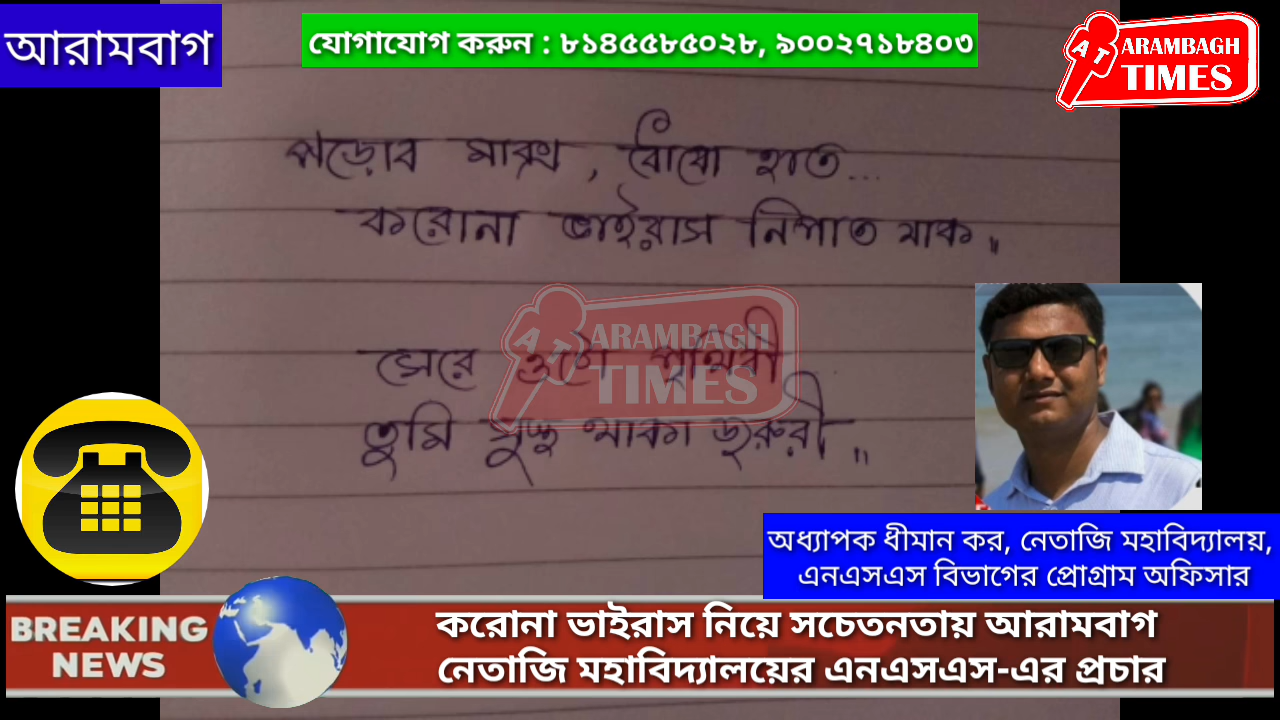 আরামবাগ
যোগাযোগ করুন : ৮১৪৫৫৮৫০২৮, ৯০০২৭১৮৪০৩
ARAMBAGH
TIMES
পড়োব মাস্ক, ধোবো হাত...
করোনা ভাইরাস নিপাত যাক॥
ARAMBAGH
TIMES
সেরে ওঠো পৃথিবী
তুমি সুস্থ থাকা জরুরী॥
অধ্যাপক ধীমান কর, নেতাজি মহাবিদ্যালয়,
এনএসএস বিভাগের প্রোগ্রাম অফিসার
BREAKING
NEWS
করোনা ভাইরাস নিয়ে সচেতনতায় আরামবাগ
নেতাজি মহাবিদ্যালয়ের এনএসএস-এর প্রচার